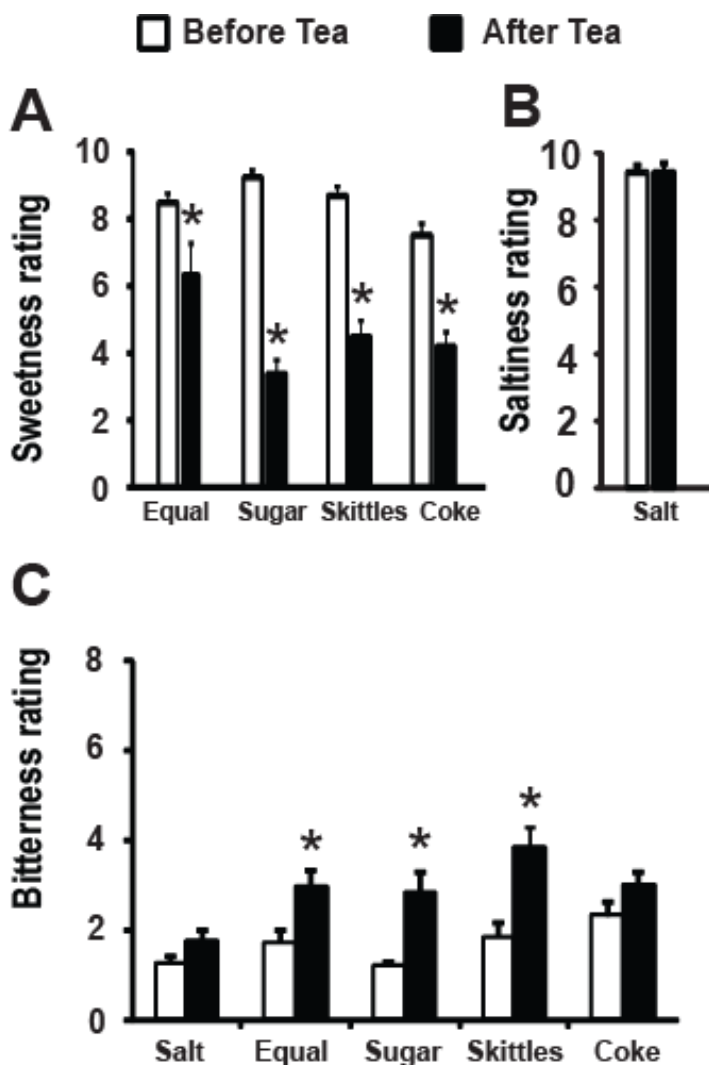 Before Tea After Tea
A
Sweetness rating
10
8
6
4
2
0
* * * *
Equal Sugar Skittles Coke
B
Saltiness rating
10
8
6
4
2
0
Salt
C
Bitterness rating
8
6
4
2
0
* * *
Salt Equal Sugar Skittles Coke